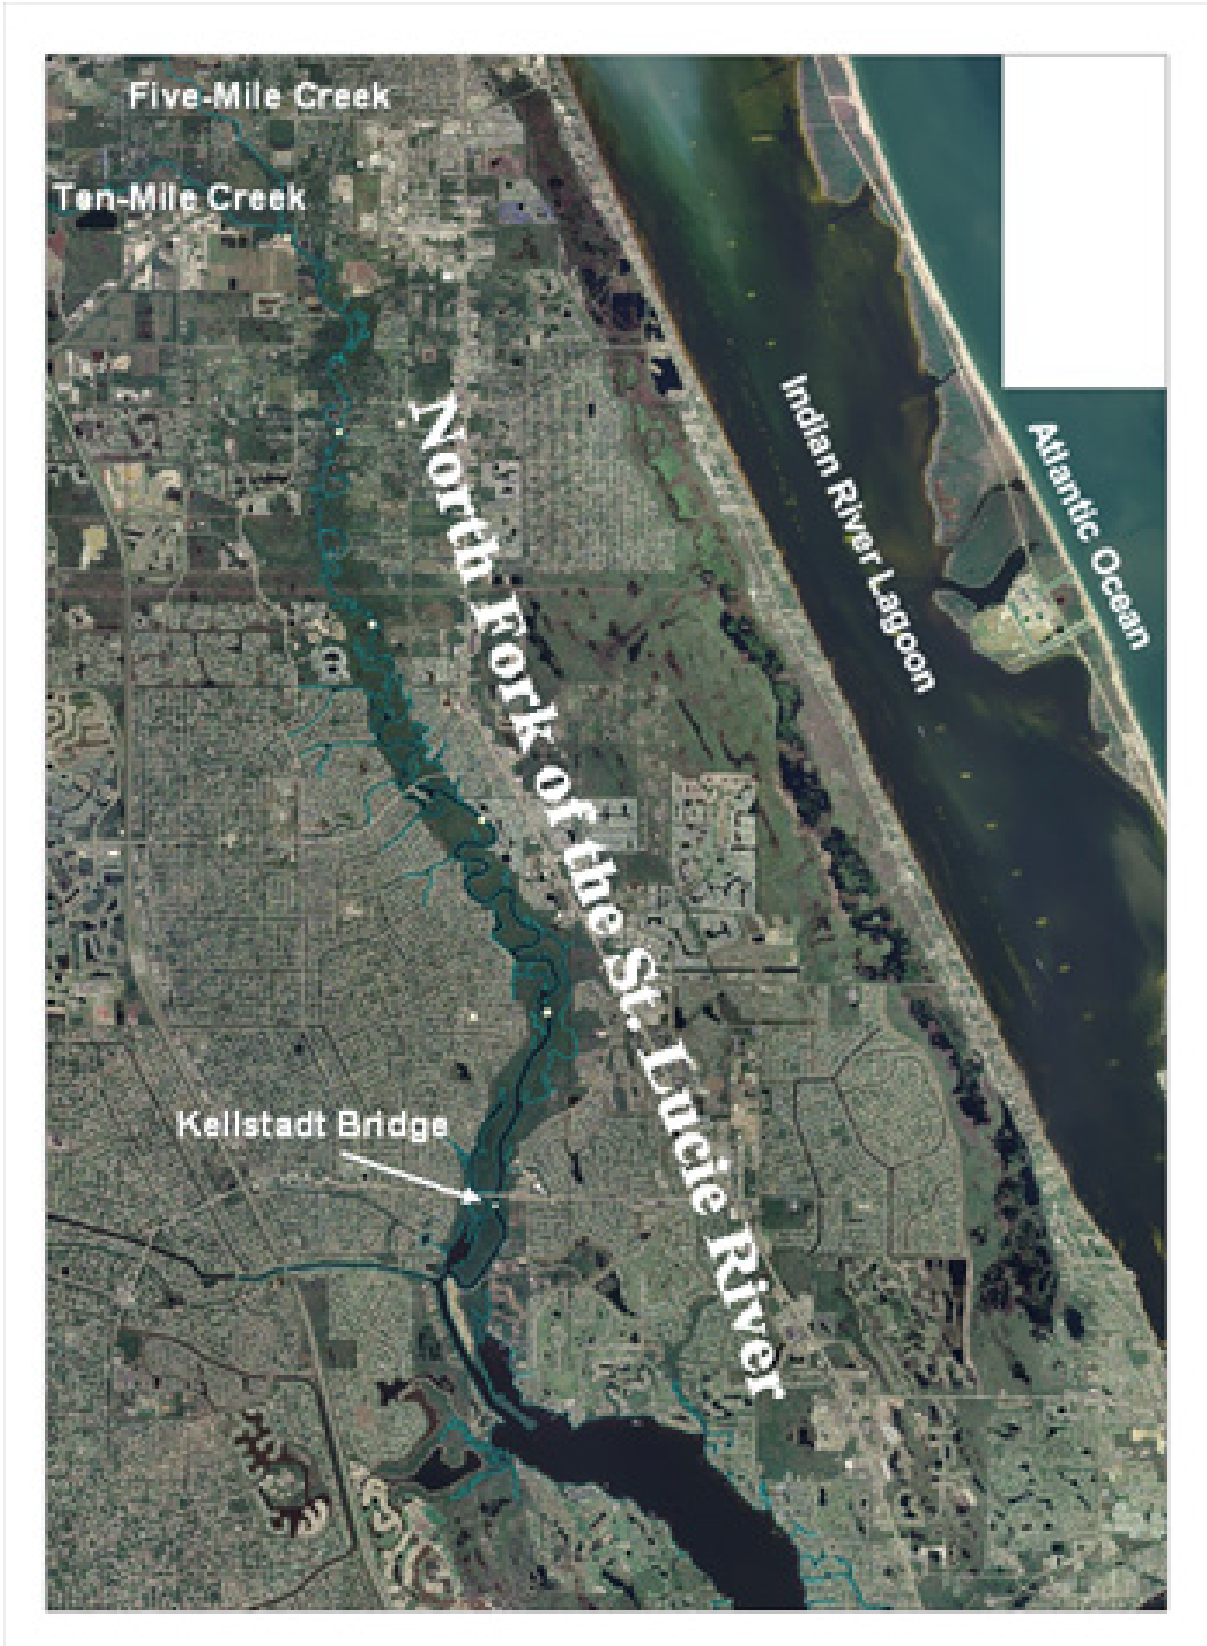 Five-Mile Creek
Ten-Mile Creek
Indian River Lagoon
Atlantic Ocean
North Fork of the St. Lucie River
Kellstadt Bridge